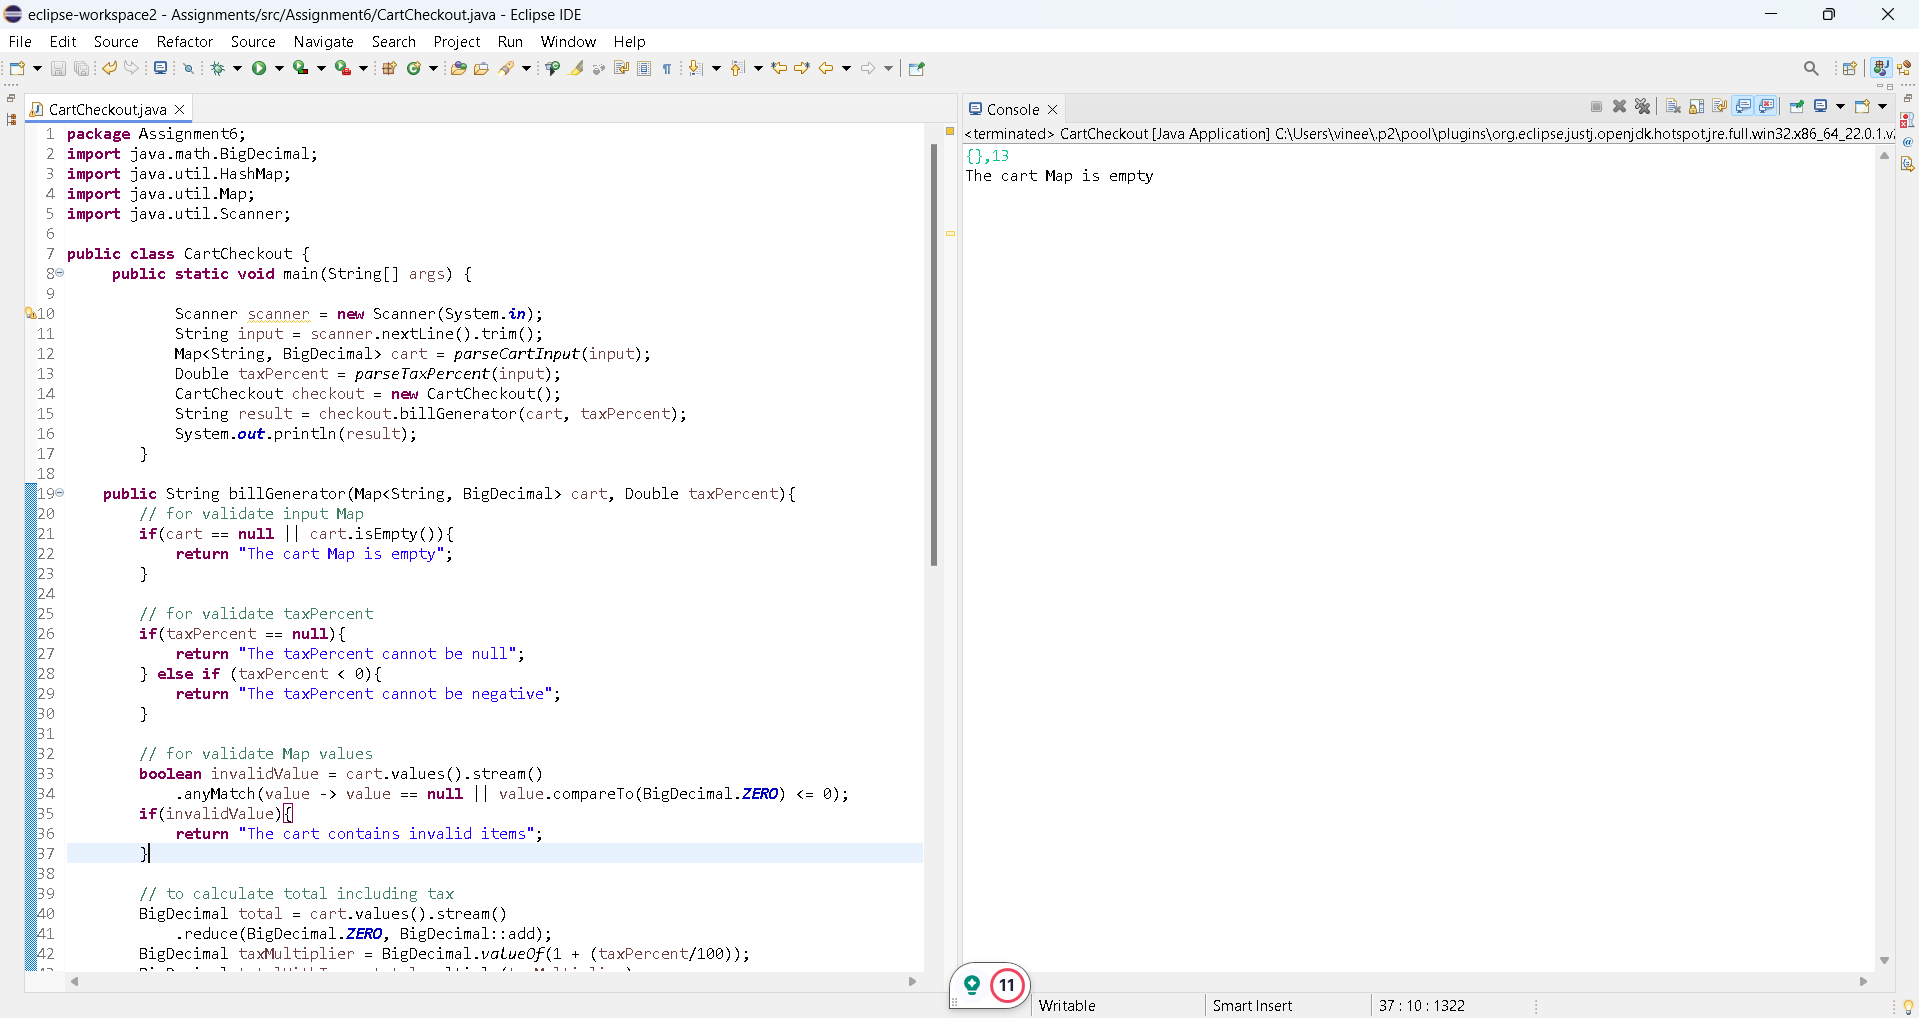 eclipse-workspace2 - Assignments/src/Assignment6/CartCheckout.java - Eclipse IDE
File Edit Source Refactor Source Navigate Search Project Run Window Help
CartCheckout.java
1 package Assignment6;
2 import java.math.BigDecimal;
3 import java.util.HashMap;
4 import java.util.Map;
5 import java.util.Scanner;
6
7 public class CartCheckout {
8 public static void main(String[] args) {
9
10 Scanner scanner = new Scanner(System.in);
11 String input = scanner.nextLine().trim();
12 Map<String, BigDecimal> cart = parseCartInput(input);
13 Double taxPercent = parseTaxPercent(input);
14 CartCheckout checkout = new CartCheckout();
15 String result = checkout.billGenerator(cart, taxPercent);
16 System.out.println(result);
17 }
18
19 public String billGenerator(Map<String, BigDecimal> cart, Double taxPercent){
20 // for validate input Map
21 if(cart == null || cart.isEmpty()){
22 return "The cart Map is empty";
23 }
24
25 // for validate taxPercent
26 if(taxPercent == null){
27 return "The taxPercent cannot be null";
28 } else if (taxPercent < 0){
29 return "The taxPercent cannot be negative";
30 }
31
32 // for validate Map values
33 boolean invalidValue = cart.values().stream()
34 .anyMatch(value -> value == null || value.compareTo(BigDecimal.ZERO) <= 0);
35 if(invalidValue){
36 return "The cart contains invalid items";
37 }
38
39 // to calculate total including tax
40 BigDecimal total = cart.values().stream()
41 .reduce(BigDecimal.ZERO, BigDecimal::add);
42 BigDecimal taxMultiplier = BigDecimal.valueOf(1 + (taxPercent/100));
Console
<terminated> CartCheckout [Java Application] C:\Users\vinee\.p2\pool\plugins\org.eclipse.justj.openjdk.hotspot.jre.full.win32.x86_64_22.0.1.v
{},13
The cart Map is empty
11
Writable Smart Insert 37 : 10 : 1322